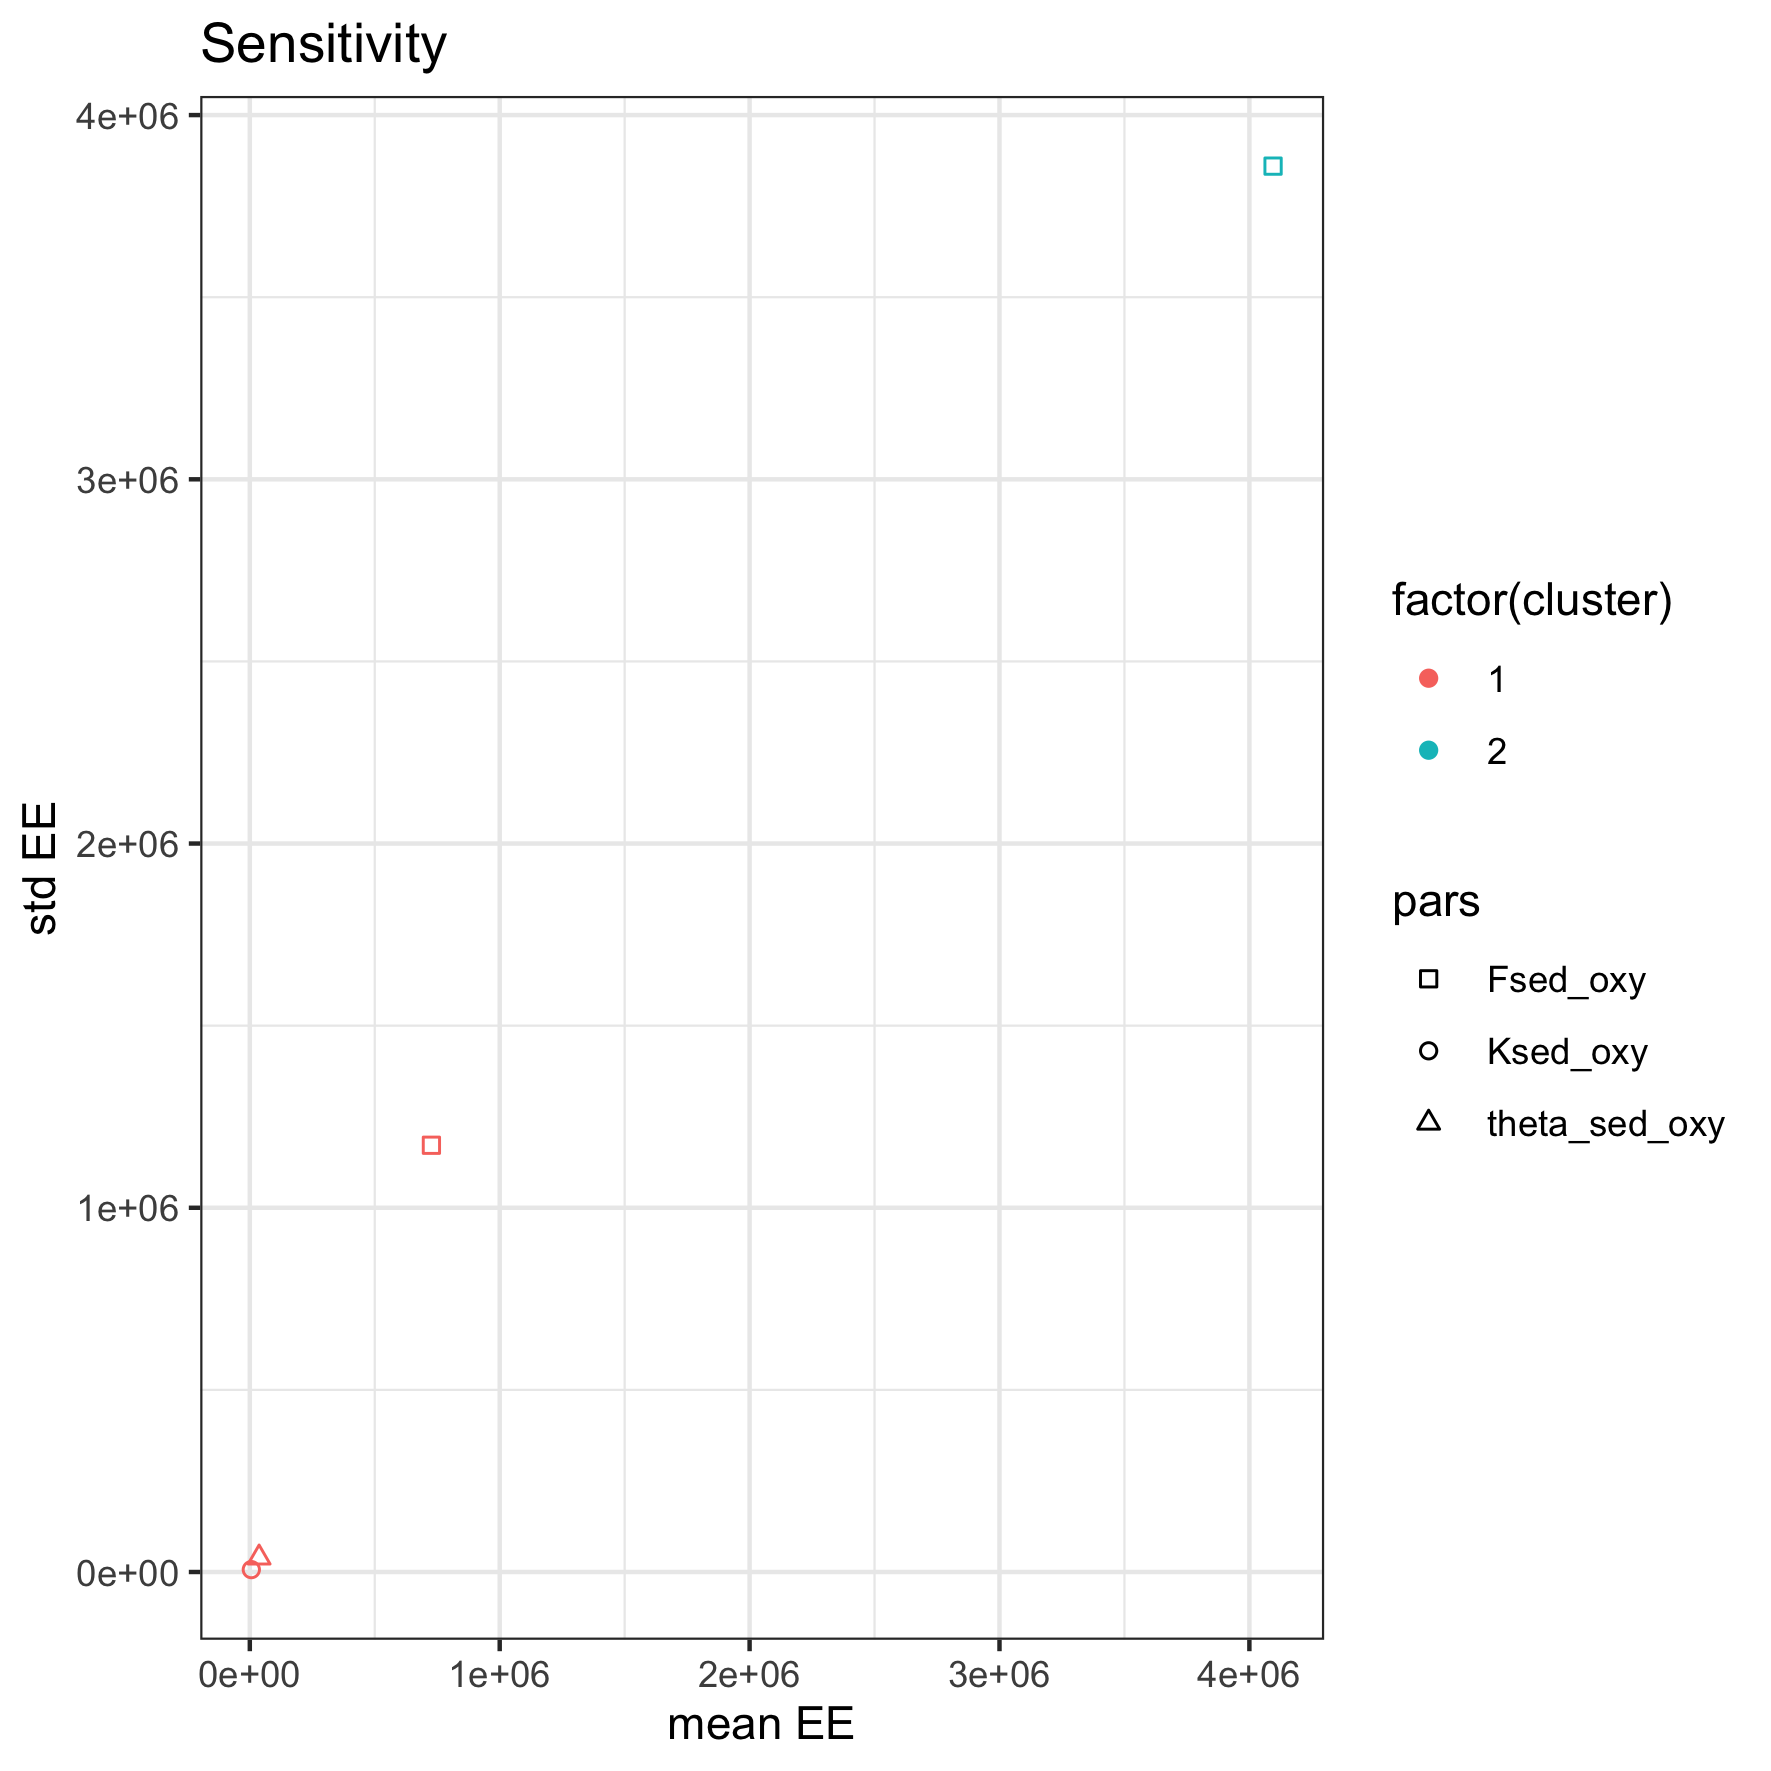 Sensitivity
4e+06
3e+06
2e+06
1e+06
0e+00
std EE
0e+00 1e+06 2e+06 3e+06 4e+06
mean EE
factor(cluster)
1
2
pars
Fsed_oxy
Ksed_oxy
theta_sed_oxy